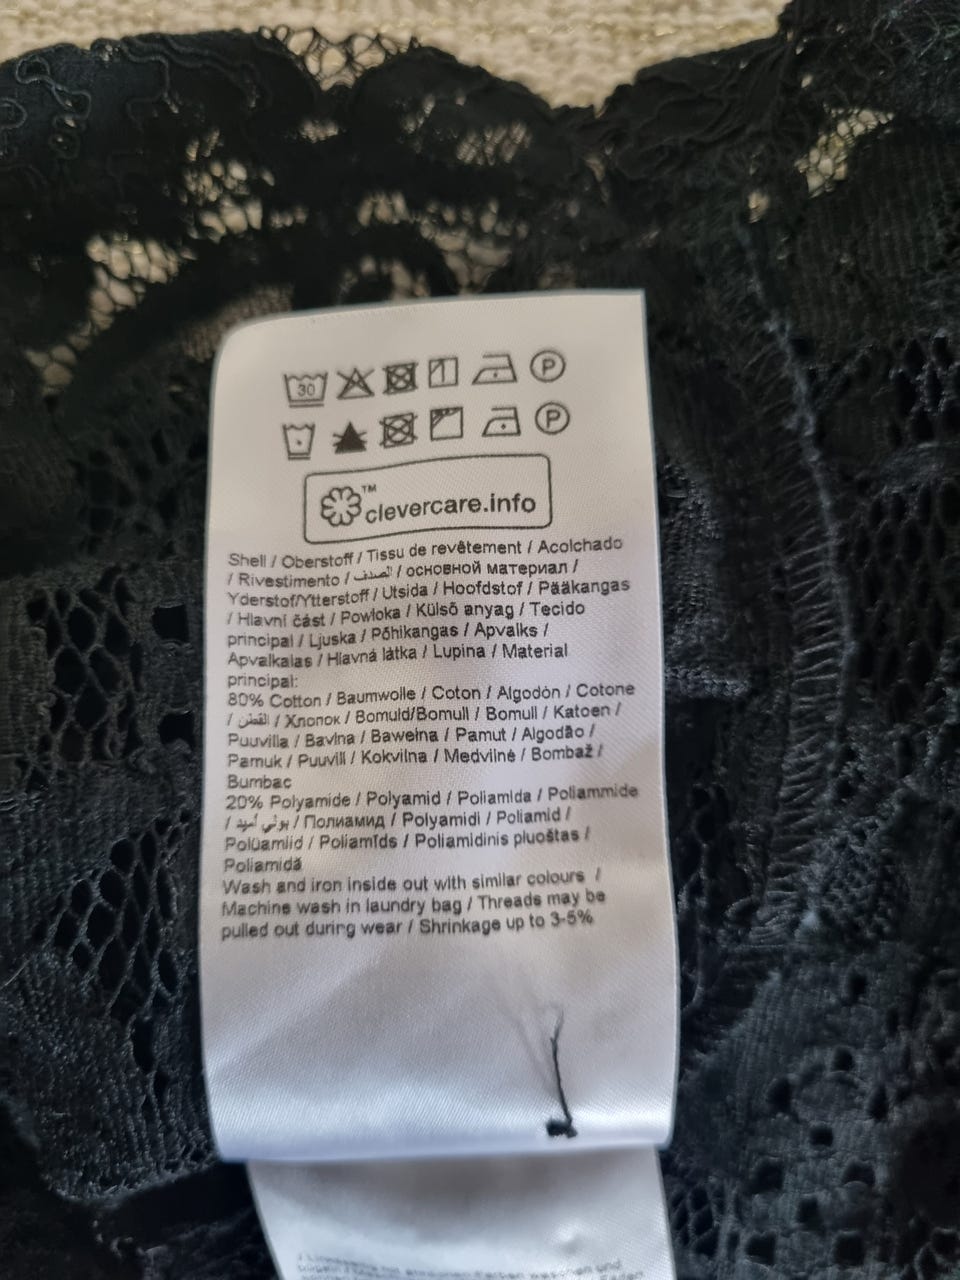 30 P
P
™
clevercare.info
Shell / Oberstoff / Tissu de revêtement / Acolchado
/ Rivestimento / الصدف / основной материал /
Yderstof/Ytterstoff / Utsida / Hoofdstof / Pääkangas
/ Hlavní část / Powłoka / Külső anyag / Tecido
principal / Ljuska / Põhikangas / Apvalks /
Apvalkalas / Hlavná látka / Lupina / Material
principal:
80% Cotton / Baumwolle / Coton / Algodón / Cotone
/ القطن / Хлопок / Bomuld/Bomull / Bomull / Katoen /
Puuvilla / Bavlna / Bawełna / Pamut / Algodão /
Pamuk / Puuvill / Kokvilna / Medvilnė / Bombaž /
Bumbac
20% Polyamide / Polyamid / Poliamida / Poliammide
/ بولي أميد / Полиамид / Polyamidi / Poliamid /
Polüamiid / Poliamīds / Poliamidinis pluoštas /
Poliamidă
Wash and iron inside out with similar colours /
Machine wash in laundry bag / Threads may be
pulled out during wear / Shrinkage up to 3-5%